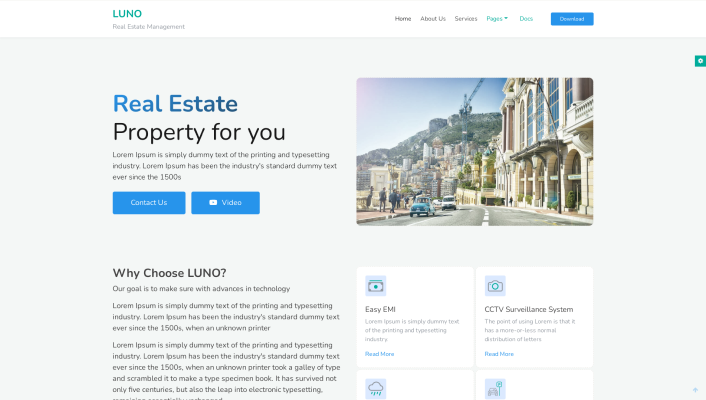 LUNO
Real Estate Management
Home
About Us
Services
Pages
Docs
Download
Real Estate
Property for you
Lorem Ipsum is simply dummy text of the printing and typesetting
industry. Lorem Ipsum has been the industry's standard dummy text
ever since the 1500s
Contact Us
Video
Why Choose LUNO?
Our goal is to make sure with advances in technology
Lorem Ipsum is simply dummy text of the printing and typesetting
industry. Lorem Ipsum has been the industry's standard dummy text
ever since the 1500s, when an unknown printer
Lorem Ipsum is simply dummy text of the printing and typesetting
industry. Lorem Ipsum has been the industry's standard dummy text
ever since the 1500s, when an unknown printer took a galley of type
and scrambled it to make a type specimen book. It has survived not
only five centuries, but also the leap into electronic typesetting,
remaining essentially unchanged
Easy EMI
Lorem Ipsum is simply dummy text
of the printing and typesetting
industry.
Read More
CCTV Surveillance System
The point of using Lorem is that it
has a more-or-less normal
distribution of letters
Read More